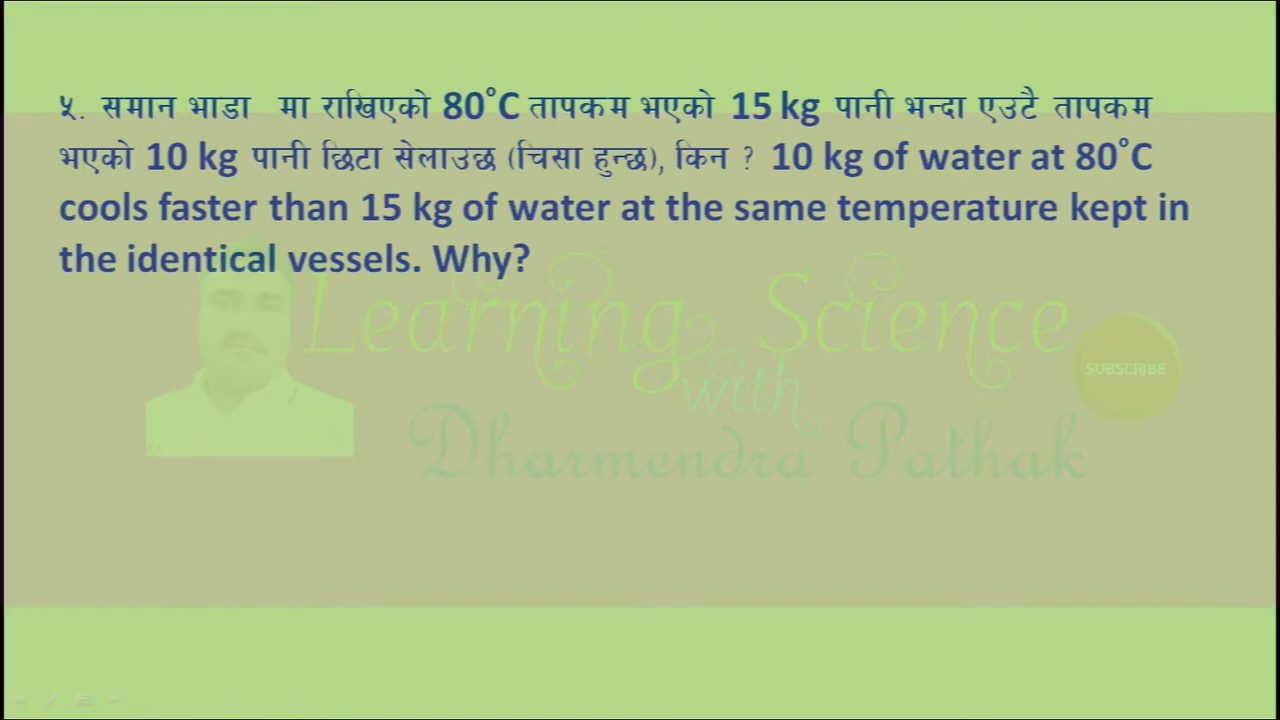 ५. समान भाडा मा राखिएको 80˚C तापकम भएको 15 kg पानी भन्दा एउटै तापकम
भएको 10 kg पानी छिटा सेलाउछ (चिसा हुन्छ), किन ? 10 kg of water at 80˚C
cools faster than 15 kg of water at the same temperature kept in
the identical vessels. Why?
Learning Science
SUBSCRIBE
with
Dharmendra Pathak